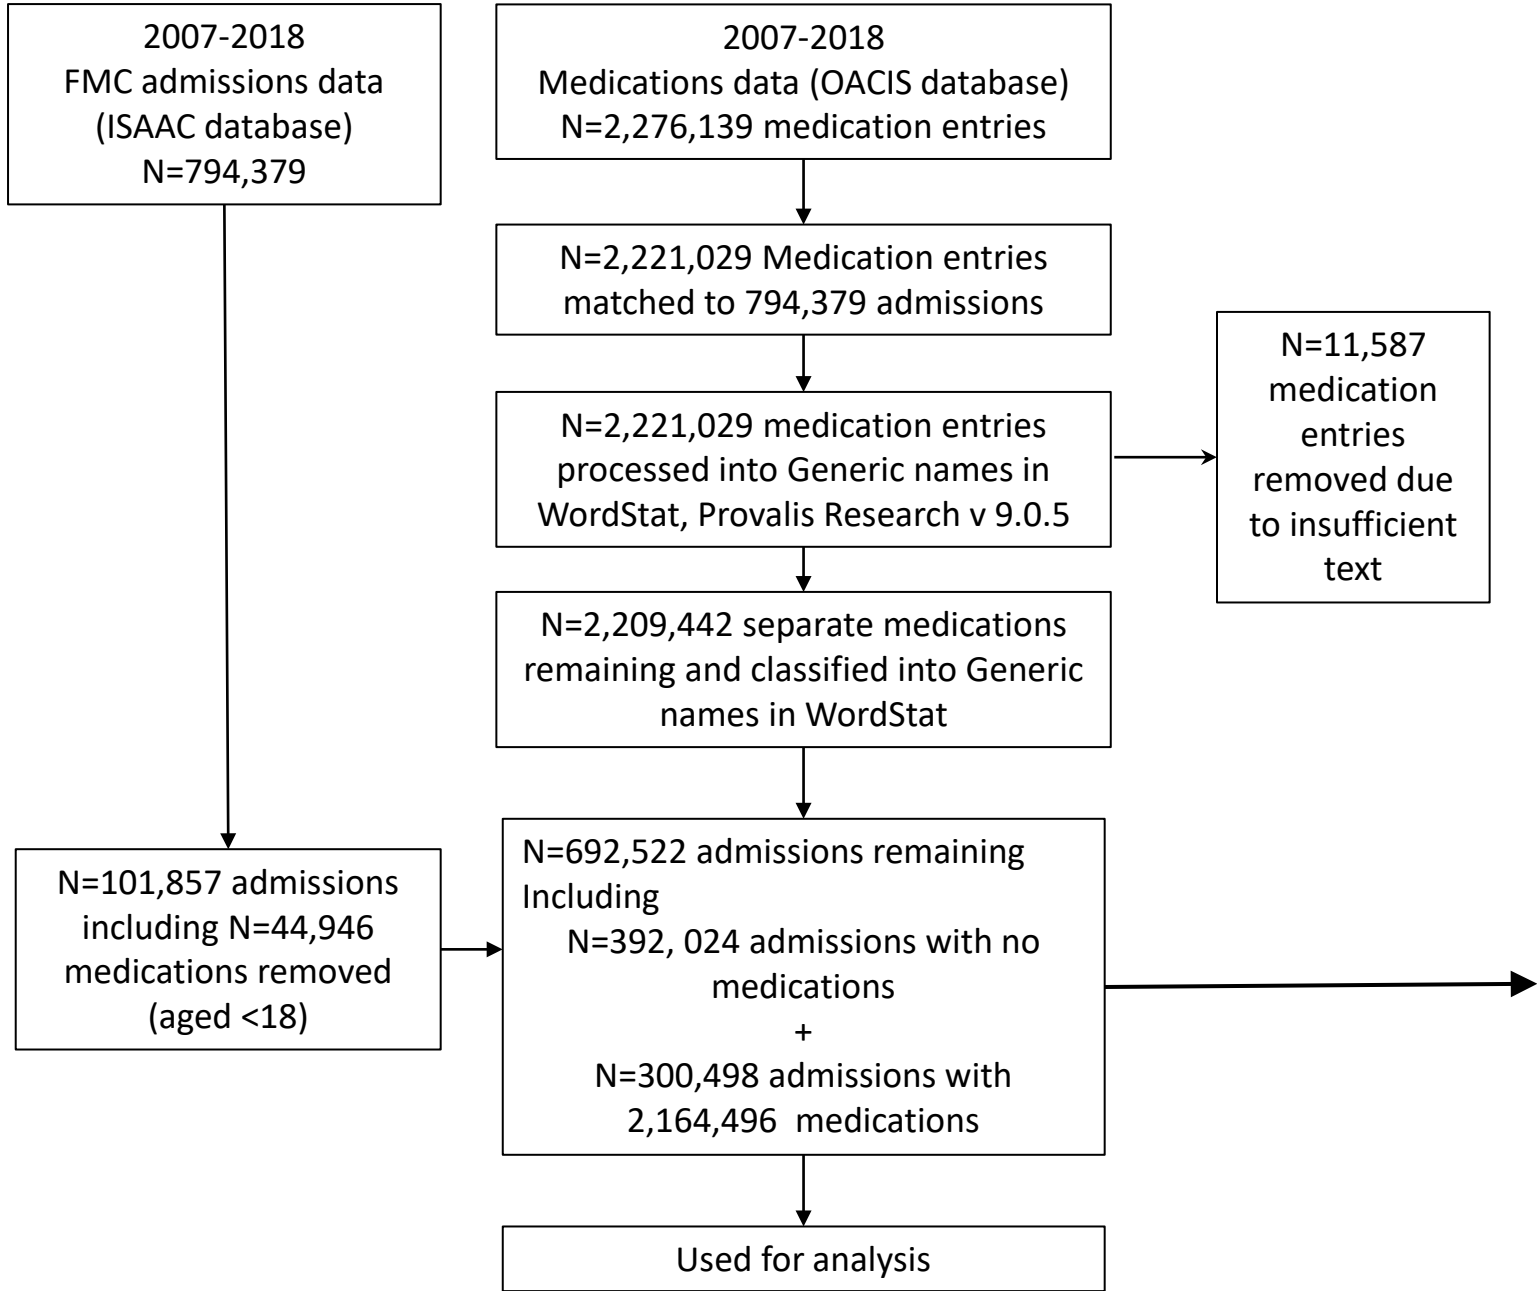 2007-2018
FMC admissions data
(ISAAC database)
N=794,379
2007-2018
Medications data (OACIS database)
N=2,276,139 medication entries
N=2,221,029 Medication entries
matched to 794,379 admissions
N=2,221,029 medication entries
processed into Generic names in
WordStat, Provalis Research v 9.0.5
N=11,587
medication
entries
removed due
to insufficient
text
N=2,209,442 separate medications
remaining and classified into Generic
names in WordStat
N=101,857 admissions
including N=44,946
medications removed
(aged <18)
N=692,522 admissions remaining
Including
N=392, 024 admissions with no
medications
+
N=300,498 admissions with
2,164,496  medications
Used for analysis